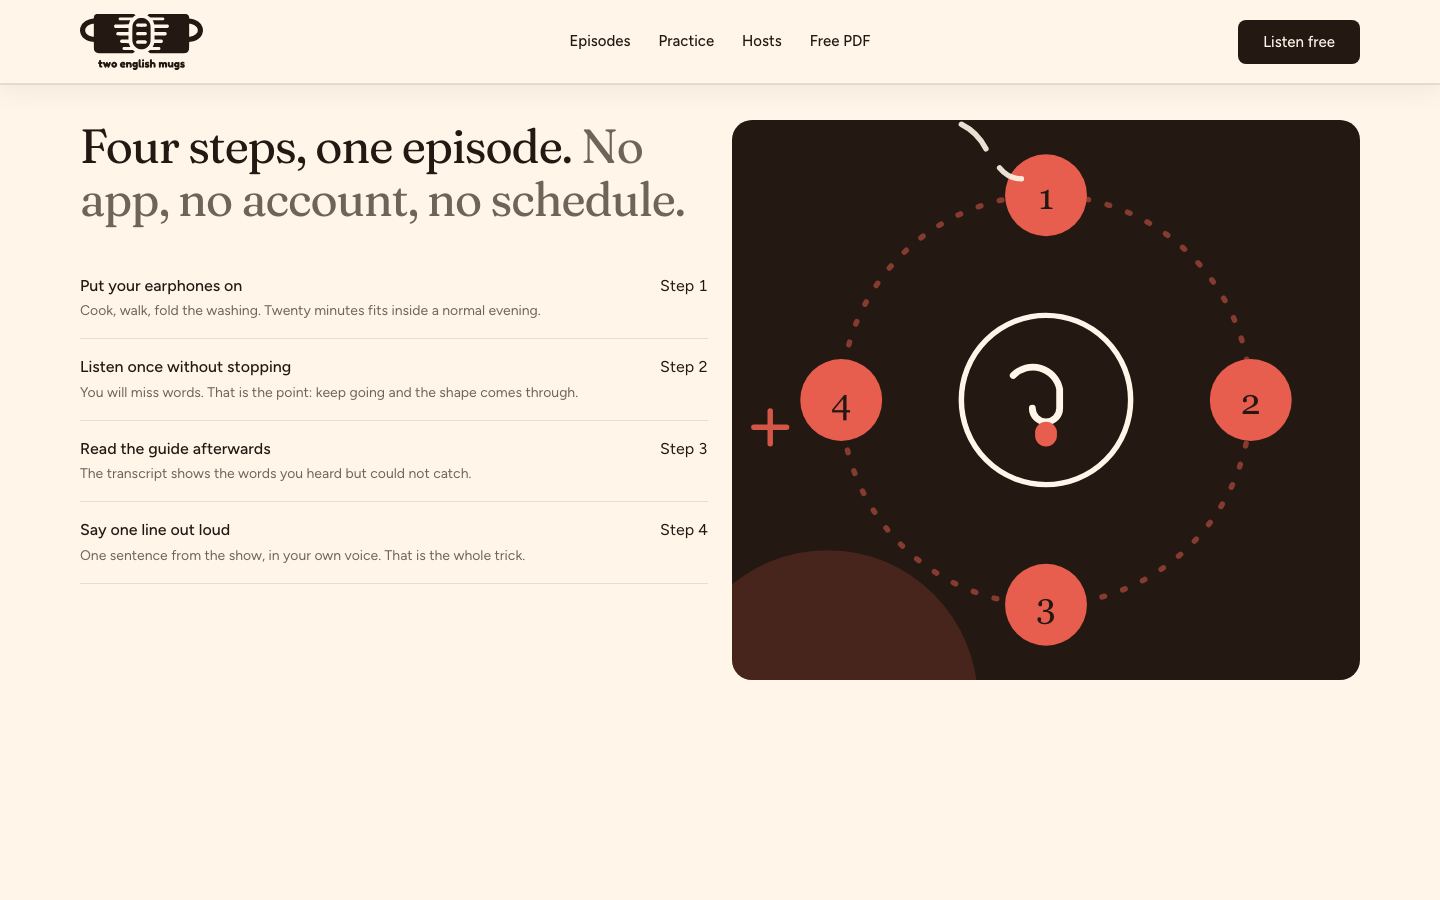 two english mugs
Episodes
Practice
Hosts
Free PDF
Listen free
Four steps, one episode. No
app, no account, no schedule.
Put your earphones on
Step 1
Cook, walk, fold the washing. Twenty minutes fits inside a normal evening.
Listen once without stopping
Step 2
You will miss words. That is the point: keep going and the shape comes through.
Read the guide afterwards
Step 3
The transcript shows the words you heard but could not catch.
Say one line out loud
Step 4
One sentence from the show, in your own voice. That is the whole trick.
1
4
?
2
3